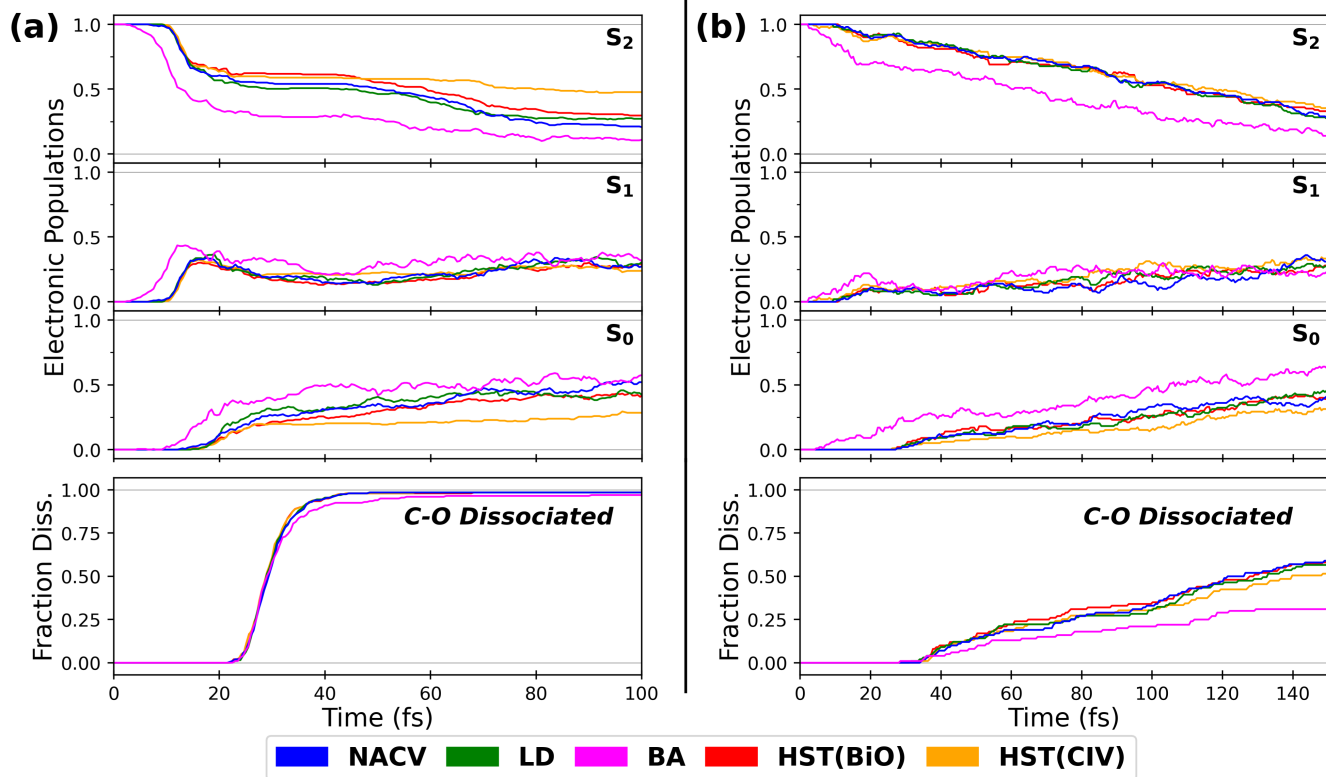 (a)
1.0
0.5
0.0
S2
1.0
0.5
0.0
S1
1.0
0.5
0.0
S0
Electronic Populations
1.00
0.75
0.50
0.25
0.00
Fraction Diss.
C-O Dissociated
0 20 40 60 80 100
Time (fs)
(b)
1.0
0.5
0.0
S2
1.0
0.5
0.0
S1
1.0
0.5
0.0
S0
Electronic Populations
1.00
0.75
0.50
0.25
0.00
Fraction Diss.
C-O Dissociated
0 20 40 60 80 100 120 140
Time (fs)
NACV LD BA HST(BiO) HST(CIV)